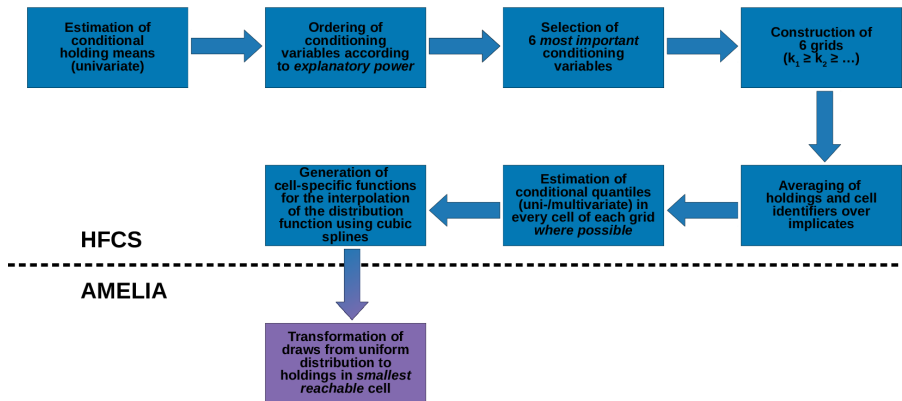 Estimation of
conditional
holding means
(univariate)
Ordering of
conditioning
variables according
to explanatory power
Selection of
6 most important
conditioning
variables
Construction of
6 grids
(k₁ ≥ k₂ ≥ …)
Generation of
cell-specific functions
for the interpolation
of the distribution
function using cubic
splines
Estimation of
conditional quantiles
(uni-/multivariate) in
every cell of each grid
where possible
Averaging of
holdings and cell
identifiers over
implicates
HFCS
AMELIA
Transformation of
draws from uniform
distribution to
holdings in smallest
reachable cell